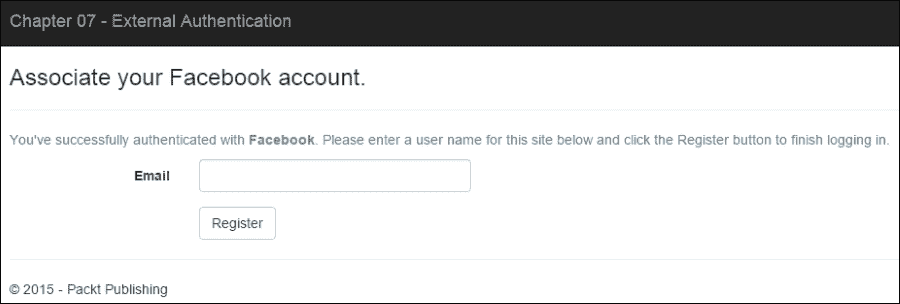 Chapter 07 - External Authentication
Associate your Facebook account.
You've successfully authenticated with Facebook. Please enter a user name for this site below and click the Register button to finish logging in.
Email
Register
© 2015 - Packt Publishing